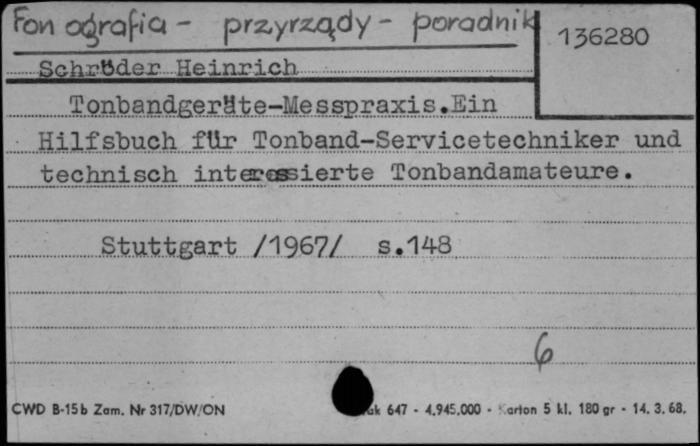 Fonografia - przyrządy - poradnik
136280
Schröder Heinrich
Tonbandgeräte-Messpraxis.Ein
Hilfsbuch für Tonband-Servicetechniker und
technisch interessierte Tonbandamateure.
Stuttgart /1967/ s.148
6
CWD B-15b Zam. Nr 317/DW/ON
647 - 4.945.000 - Karton 5 kl. 180 gr - 14. 3. 68.